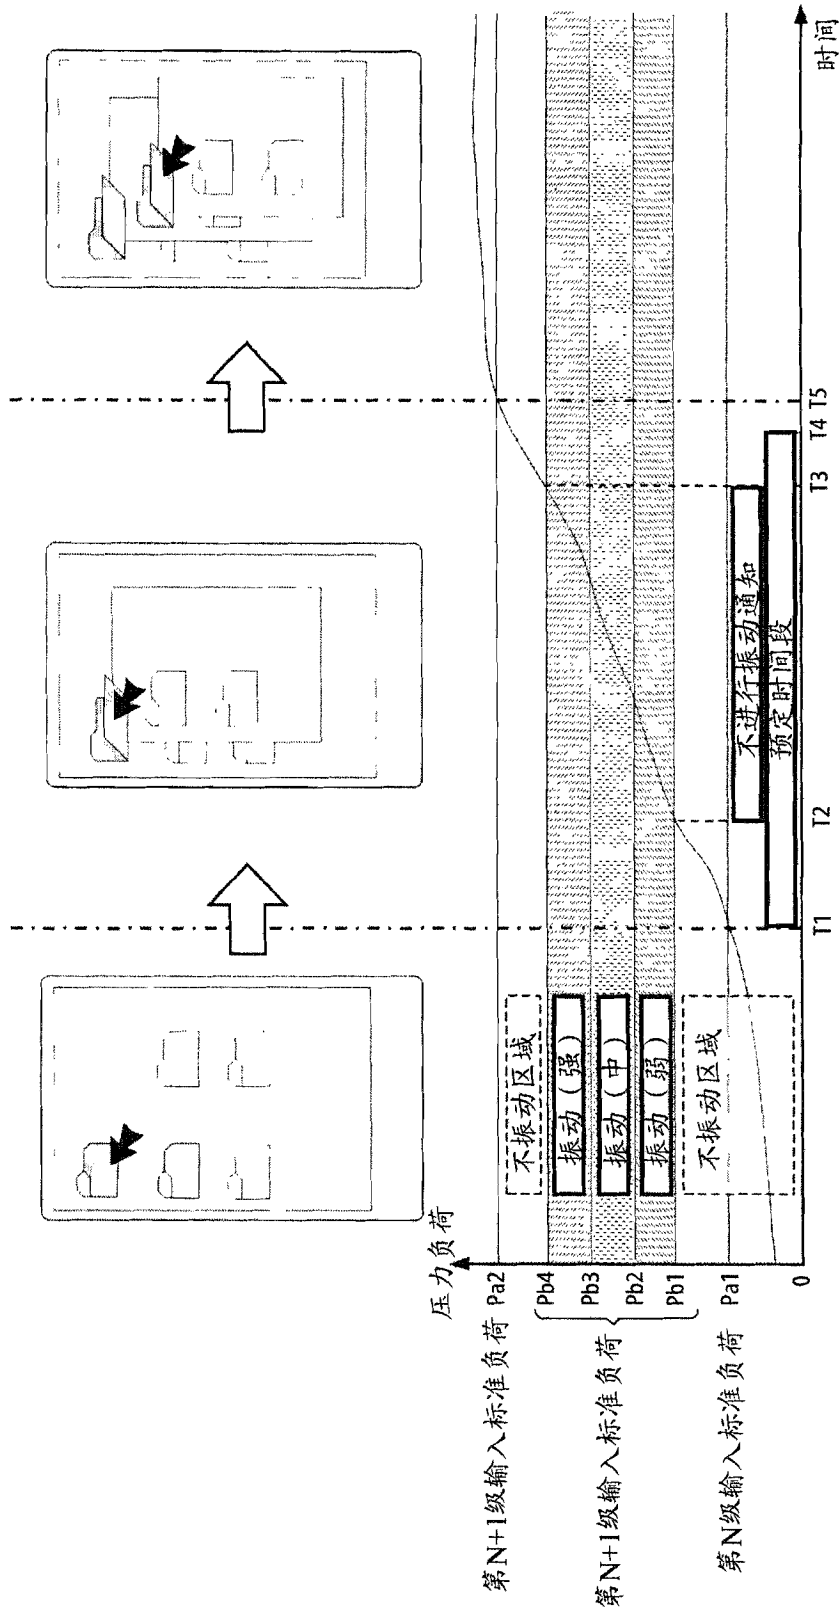 压力负荷
第N+1级输入标准负荷
Pa2
第N+1级输入标准负荷
Pb4
Pb3
Pb2
Pb1
第N级输入标准负荷
Pa1
0
不振动区域
振动（强）
振动（中）
振动（弱）
不振动区域
不进行振动通知
预定时间段
T1
T2
T3
T4
T5
时间